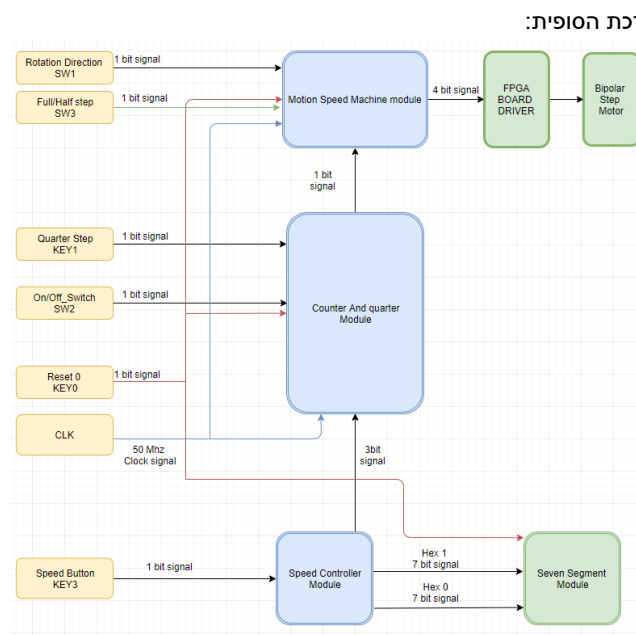 רכת הסופית:
Rotation Direction
SW1
1 bit signal
Full/Half step
SW3
1 bit signal
Motion Speed Machine module
4 bit signal
FPGA
BOARD
DRIVER
Bipolar
Step
Motor
1 bit
signal
Quarter Step
KEY1
1 bit signal
On/Off_Switch
SW2
1 bit signal
Counter And quarter
Module
Reset 0
KEY0
1 bit signal
CLK
50 Mhz
Clock signal
3bit
signal
Speed Button
KEY3
1 bit signal
Speed Controller
Module
Hex 1
7 bit signal
Hex 0
7 bit signal
Seven Segment
Module